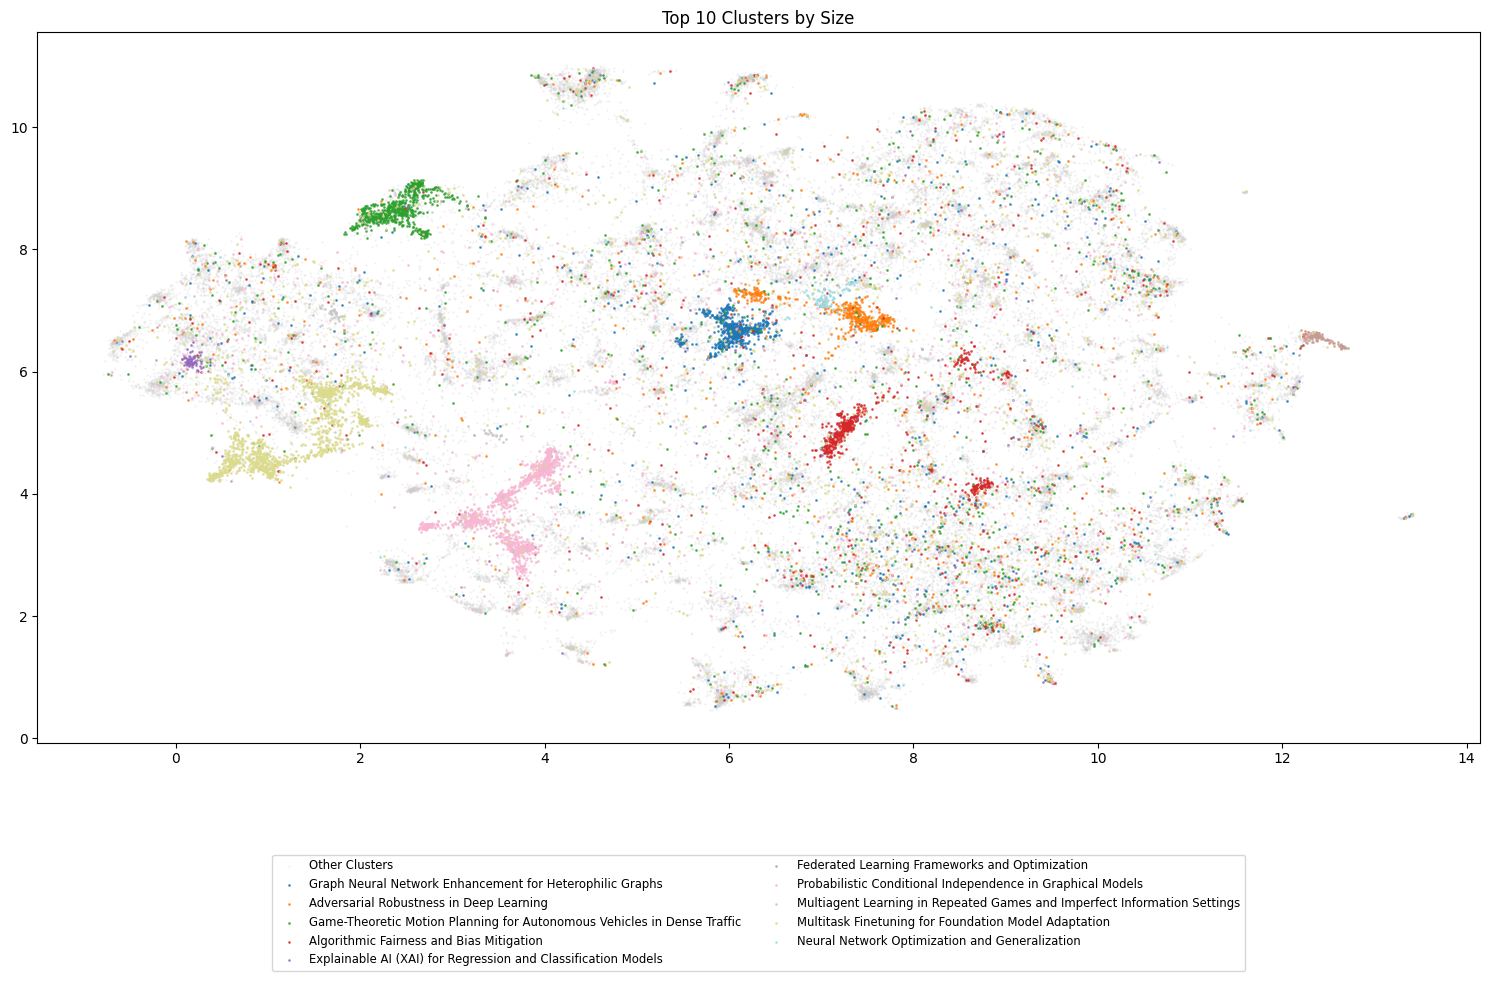 Top 10 Clusters by Size
10
8
6
4
2
0
0
2
4
6
8
10
12
14
Other Clusters
Graph Neural Network Enhancement for Heterophilic Graphs
Adversarial Robustness in Deep Learning
Game-Theoretic Motion Planning for Autonomous Vehicles in Dense Traffic
Algorithmic Fairness and Bias Mitigation
Explainable AI (XAI) for Regression and Classification Models
Federated Learning Frameworks and Optimization
Probabilistic Conditional Independence in Graphical Models
Multiagent Learning in Repeated Games and Imperfect Information Settings
Multitask Finetuning for Foundation Model Adaptation
Neural Network Optimization and Generalization